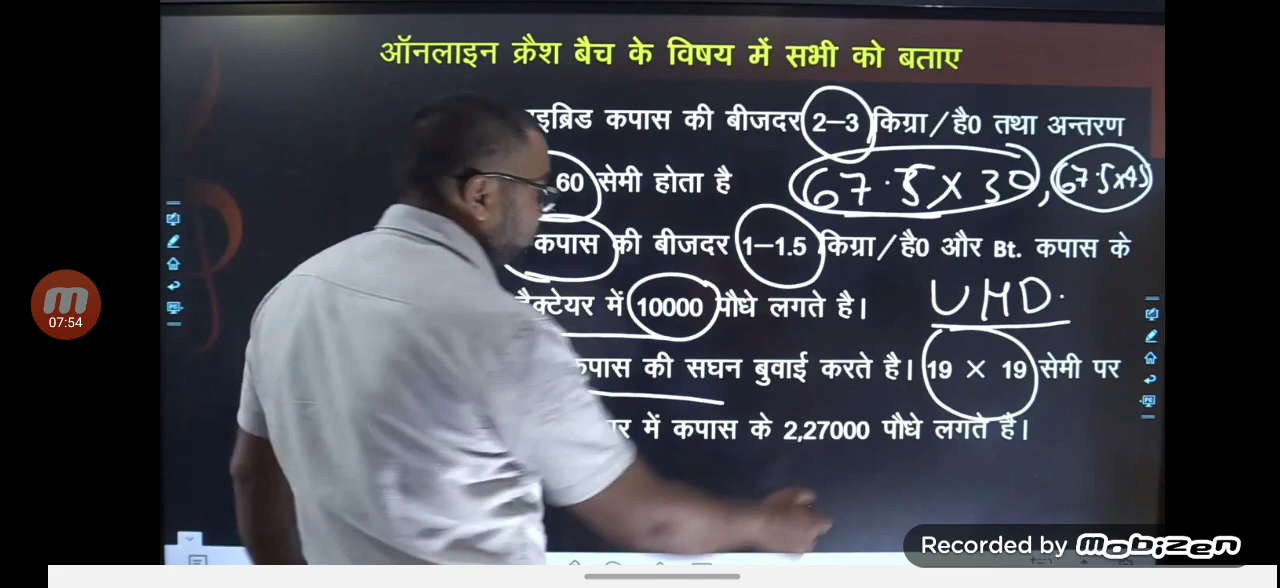 ऑनलाइन क्रैश बैच के विषय में सभी को बताए
कपास की बीजदर 2–3 किग्रा/है0 तथा अन्तरण
60 सेमी होता है 67.5 x 30, 67.5 x 45
कपास की बीजदर 1–1.5 किग्रा/है0 और Bt. कपास के
में 10000 पौधे लगते है। UHD.
की सघन बुवाई करते है। 19 × 19 सेमी पर
में कपास के 2,27000 पौधे लगते है।
07:54
Recorded by mobizen